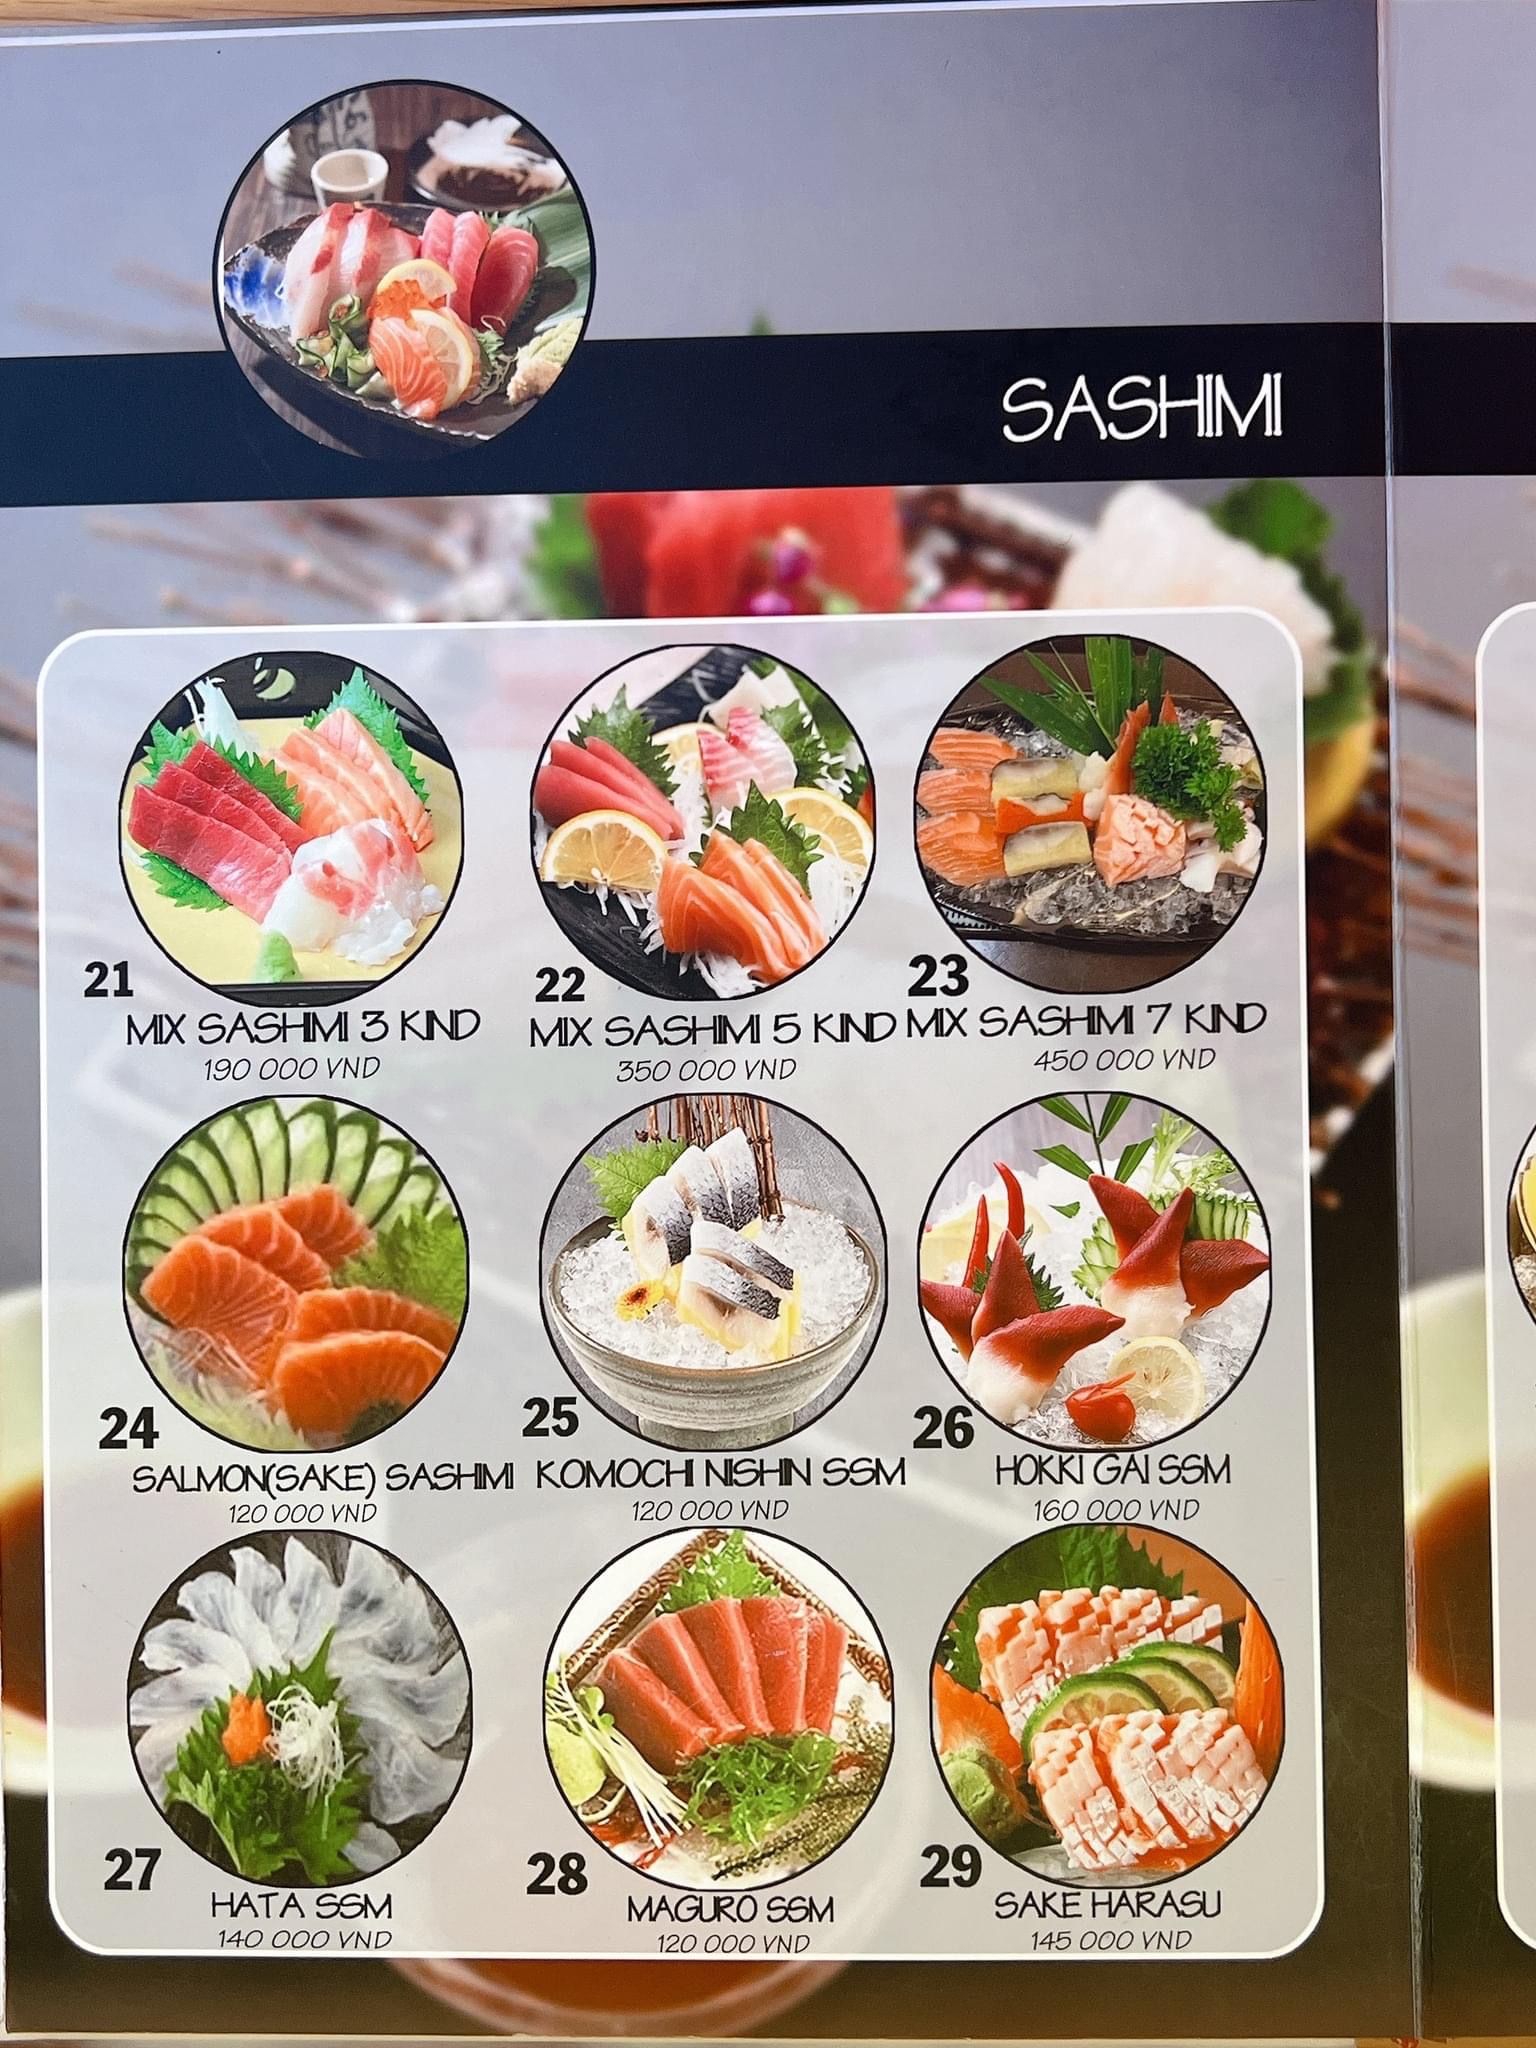 SASHIMI
21
MIX SASHIMI 3 KIND
190 000 VND
22
MIX SASHIMI 5 KIND
350 000 VND
23
MIX SASHIMI 7 KIND
450 000 VND
24
SALMON(SAKE) SASHIMI
120 000 VND
25
KOMOCHI NISHIN SSM
120 000 VND
26
HOKKI GAI SSM
160 000 VND
27
HATA SSM
140 000 VND
28
MAGURO SSM
120 000 VND
29
SAKE HARASU
145 000 VND